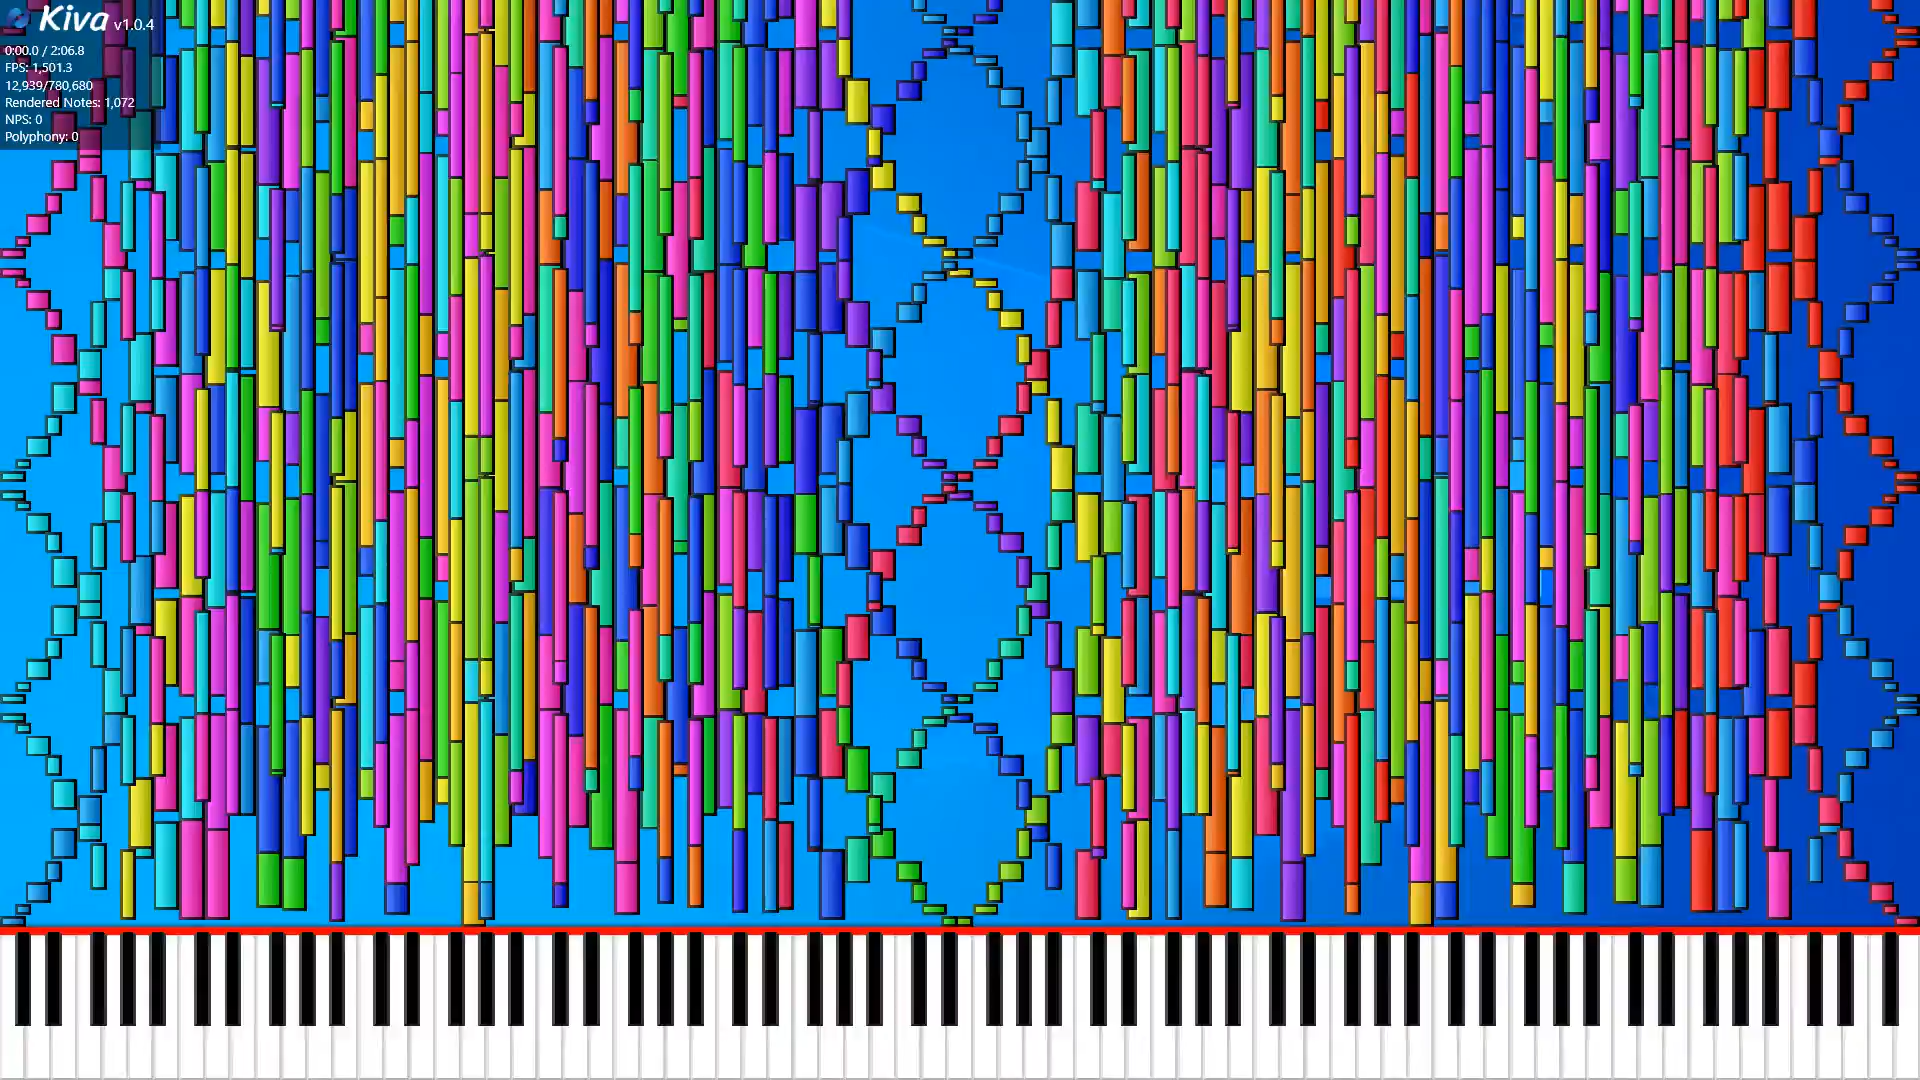 Kiva v1.0.4
0:00.0 / 2:06.8
FPS: 1,501.3
12,939/780,680
Rendered Notes: 1,072
NPS: 0
Polyphony: 0